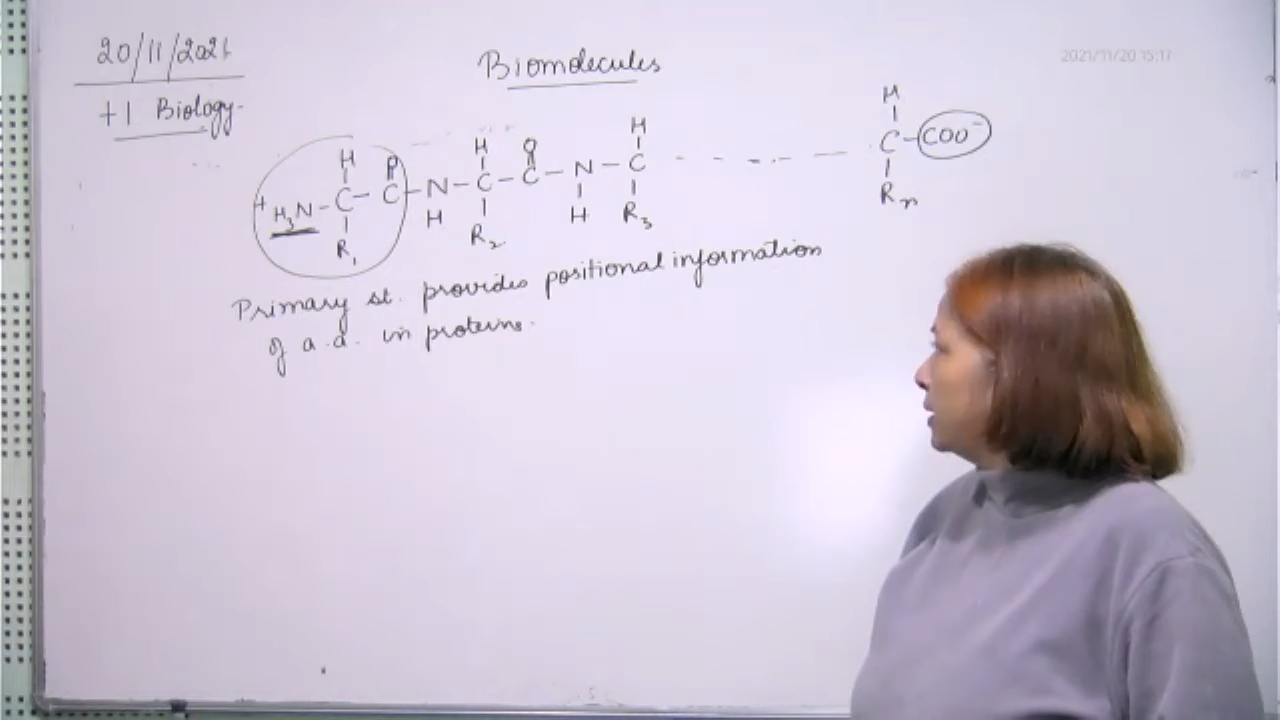 20/11/2021
+1 Biology.
Biomolecules
2021/11/20 15:17
H
H H H O H
+H₃N-C-C-N-C-C-N-C - - - - - C-COO⁻
R₁ H R₂ H R₃ Rn
Primary st. provides positional information
of a.a. in proteins.